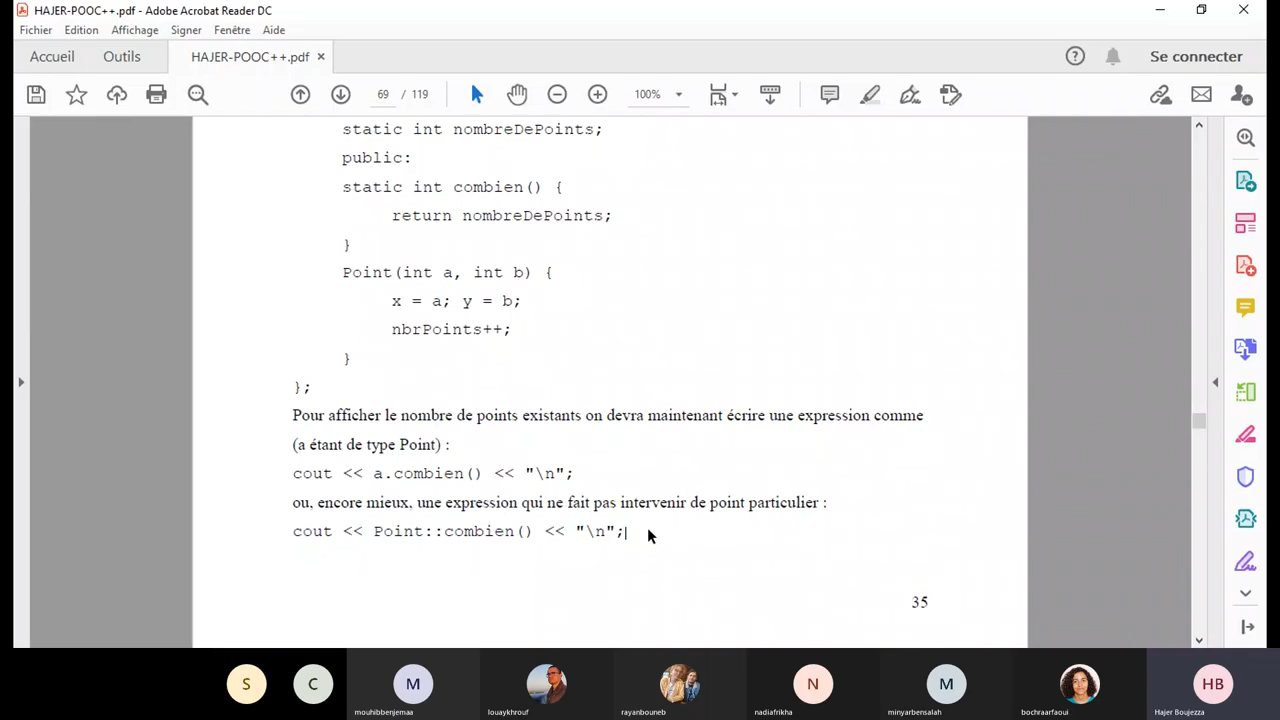 HAJER-POOC++.pdf - Adobe Acrobat Reader DC
Fichier Edition Affichage Signer Fenêtre Aide
Accueil Outils HAJER-POOC++.pdf × Se connecter
69 / 119 100%
static int nombreDePoints;
public:
static int combien() {
return nombreDePoints;
}
Point(int a, int b) {
x = a; y = b;
nbrPoints++;
}
};
Pour afficher le nombre de points existants on devra maintenant écrire une expression comme
(a étant de type Point) :
cout << a.combien() << "\n";
ou, encore mieux, une expression qui ne fait pas intervenir de point particulier :
cout << Point::combien() << "\n";
35
S C M N M HB
mouhibbenjemaa louaykhrouf rayanbouneb nadiafrikha minyarbensalah bochraarfaoui Hajer Boujezza